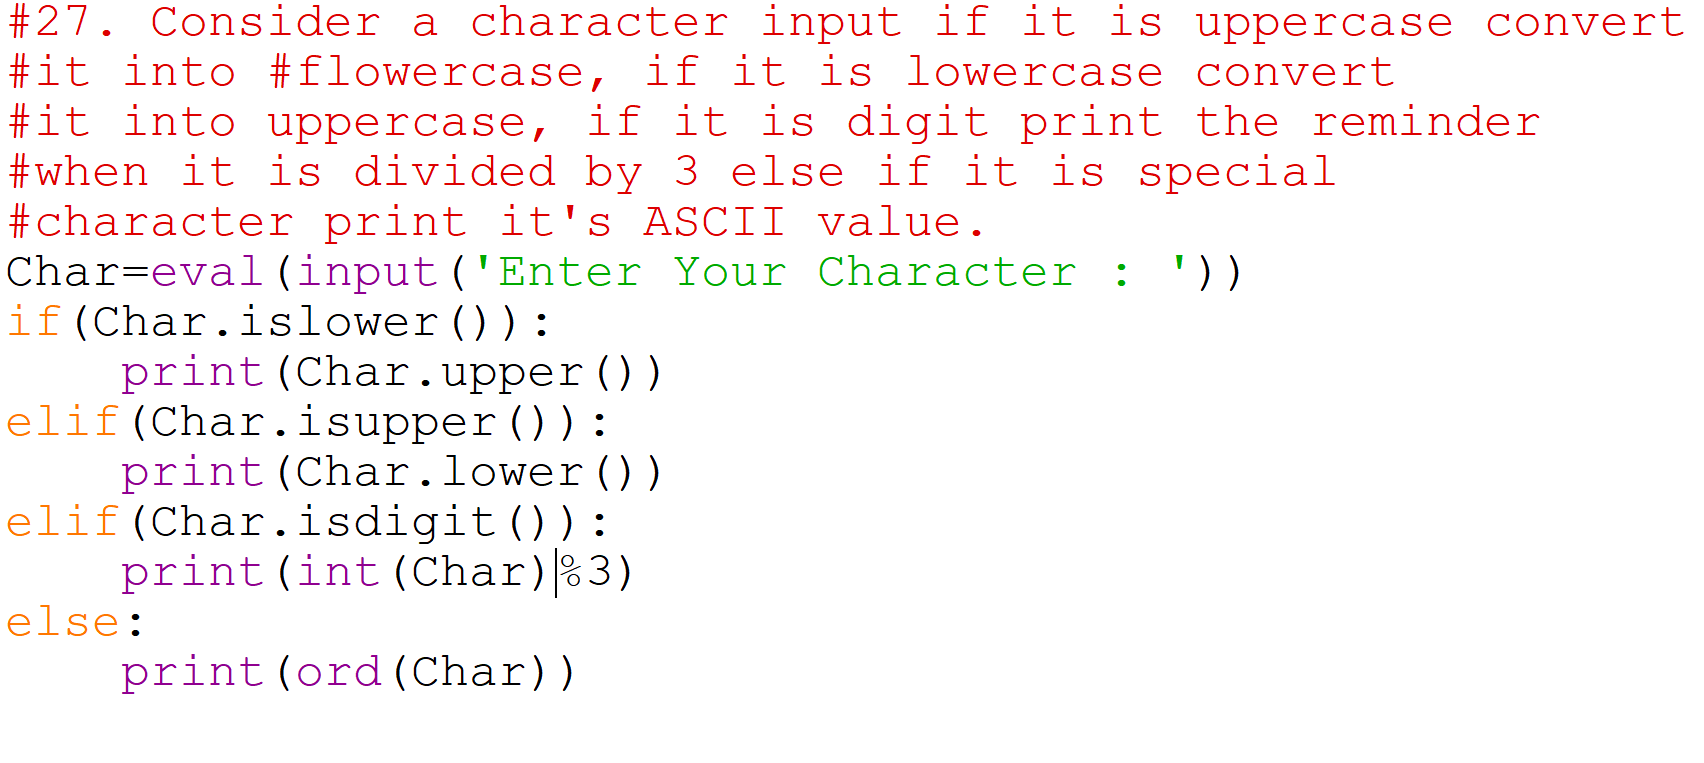 #27. Consider a character input if it is uppercase convert
#it into #flowercase, if it is lowercase convert
#it into uppercase, if it is digit print the reminder
#when it is divided by 3 else if it is special
#character print it's ASCII value.
Char=eval(input('Enter Your Character : '))
if(Char.islower()):
    print(Char.upper())
elif(Char.isupper()):
    print(Char.lower())
elif(Char.isdigit()):
    print(int(Char)%3)
else:
    print(ord(Char))